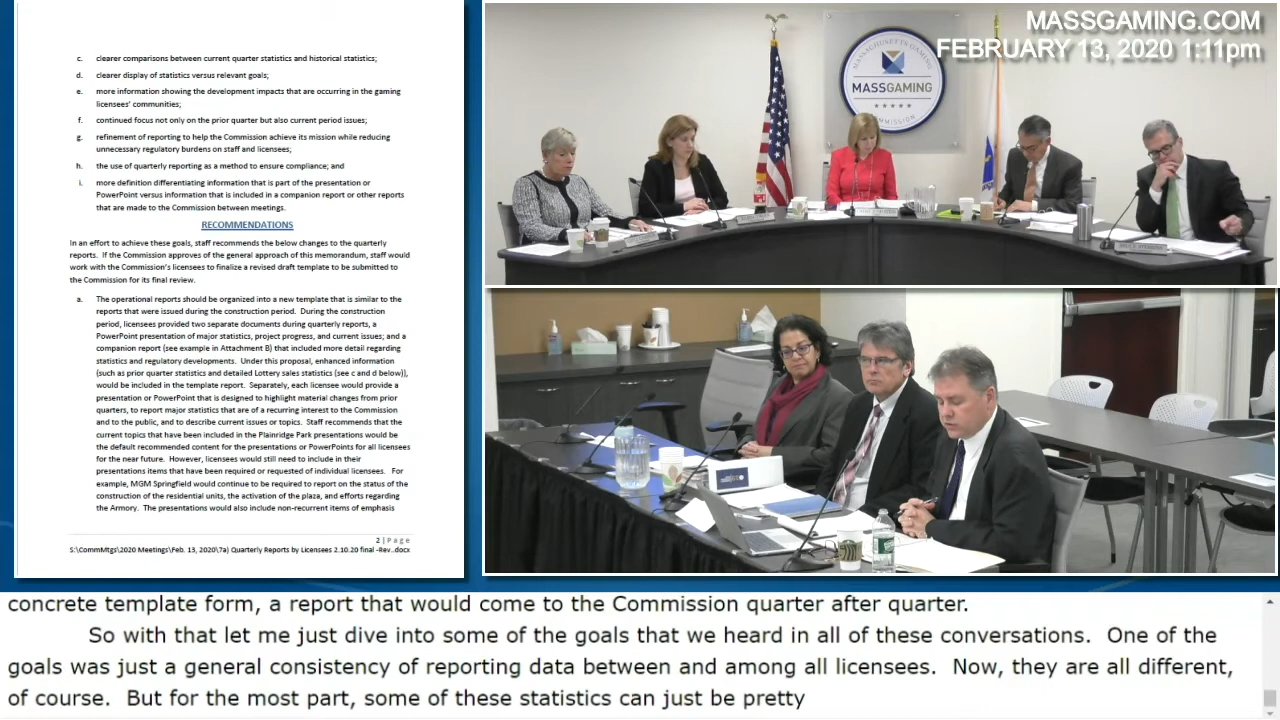 c. clearer comparisons between current quarter statistics and historical statistics;
d. clearer display of statistics versus relevant goals;
e. more information showing the development impacts that are occurring in the gaming
licensees' communities;
f. continued focus not only on the prior quarter but also current period issues;
g. refinement of reporting to help the Commission achieve its mission while reducing
unnecessary regulatory burdens on staff and licensees;
h. the use of quarterly reporting as a method to ensure compliance; and
i. more definition differentiating information that is part of the presentation or
PowerPoint versus information that is included in a companion report or other reports
that are made to the Commission between meetings.
RECOMMENDATIONS
In an effort to achieve these goals, staff recommends the below changes to the quarterly
reports. If the Commission approves of the general approach of this memorandum, staff would
work with the Commission's licensees to finalize a revised draft template to be submitted to
the Commission for its final review.
a. The operational reports should be organized into a new template that is similar to the
reports that were issued during the construction period. During the construction
period, licensees provided two separate documents during quarterly reports, a
PowerPoint presentation of major statistics, project progress, and current issues; and a
companion report (see example in Attachment B) that included more detail regarding
statistics and regulatory developments. Under this proposal, enhanced information
(such as prior quarter statistics and detailed Lottery sales statistics (see c and d below)),
would be included in the template report. Separately, each licensee would provide a
presentation or PowerPoint that is designed to highlight material changes from prior
quarters, to report major statistics that are of a recurring interest to the Commission
and to the public, and to describe current issues or topics. Staff recommends that the
current topics that have been included in the Plainridge Park presentations would be
the default recommended content for the presentations or PowerPoints for all licensees
for the near future. However, licensees would still need to include in their
presentations items that have been required or requested of individual licensees. For
example, MGM Springfield would continue to be required to report on the status of the
construction of the residential units, the activation of the plaza, and efforts regarding
the Armory. The presentations would also include non-recurrent items of emphasis
2 | Page
S:\CommMtgs\2020 Meetings\Feb. 13, 2020\7a) Quarterly Reports by Licensees 2.10.20 final -Rev..docx
MASSGAMING.COM
FEBRUARY 13, 2020 1:11pm
MASSACHUSETTS GAMING
MASSGAMING
COMMISSION
concrete template form, a report that would come to the Commission quarter after quarter.
So with that let me just dive into some of the goals that we heard in all of these conversations. One of the
goals was just a general consistency of reporting data between and among all licensees. Now, they are all different,
of course. But for the most part, some of these statistics can just be pretty